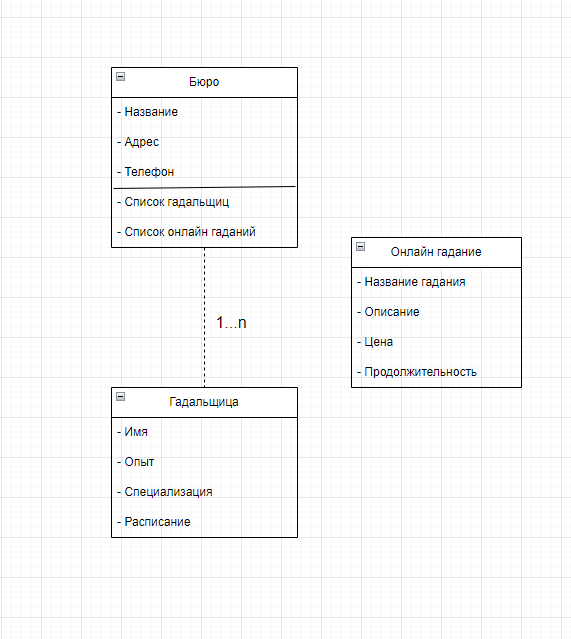 Бюро
- Название
- Адрес
- Телефон
- Список гадальщиц
- Список онлайн гаданий
Онлайн гадание
- Название гадания
- Описание
- Цена
- Продолжительность
1...n
Гадальщица
- Имя
- Опыт
- Специализация
- Расписание